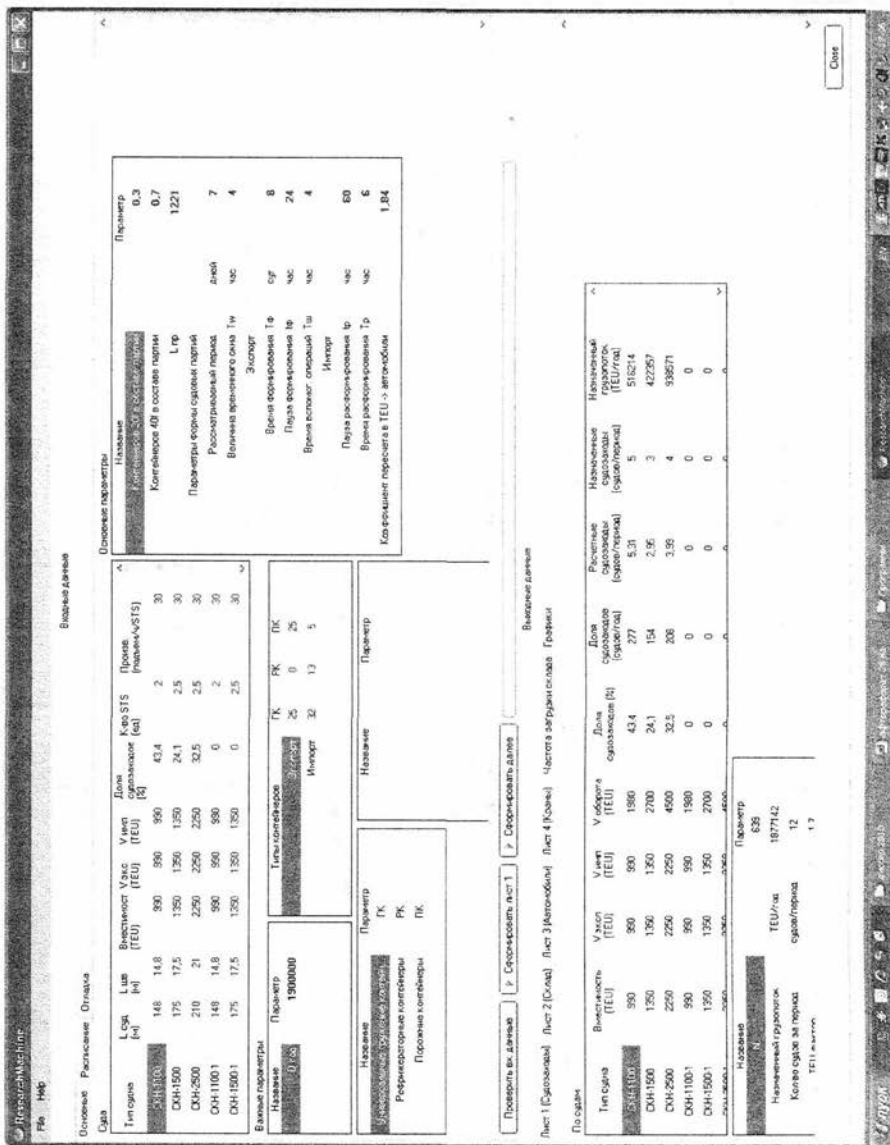 ResearchMachine
File Help
Входные данные
Основные Расписание Отладка
Суда
Тип судна L суд (м) L шв (м) Вместимост (TEU) V экс (TEU) V имп (TEU) Доля судозаходов (%) К-во STS (ед) Произв. (подъем/ч/STS)
СКН-1100 148 14,8 990 990 990 43,4 2 30
СКН-1500 175 17,5 1350 1350 1350 24,1 2,5 30
СКН-2500 210 21 2250 2250 2250 32,5 2,5 30
СКН-1100-1 148 14,8 990 990 990 0 2 30
СКН-1500-1 175 17,5 1350 1350 1350 0 2,5 30
Важные параметры
Название Параметр
Q год 1900000
Типы контейнеров
ГК РК ПК
Экспорт 25 0 25
Импорт 32 13 5
Название Параметр
Универсальные грузовые контейн ГК
Рефрижераторные контейнеры РК
Порожние контейнеры ПК
Название Параметр
Основные параметры
Название Параметр
Контейнеров 20f в составе партии 0,3
Контейнеров 40f в составе партии 0,7
L пр 1221
Параметры формы судовых партий
Рассматриваемый период дней 7
Величина временного окна Tw час 4
Экспорт
Время формирования Тф сут 8
Пауза формирования tф час 24
Время вспомог. операций Тш час 4
Импорт
Пауза расформирования tр час 60
Время расформирования Тр час 6
Коэффициент пересчета в TEU -> автомобили 1,84
Проверить вх. данные Сформировать лист 1 Сформировать далее
Выходные данные
Лист 1 (Судозаходы) Лист 2 (Склад) Лист 3 (Автомобили) Лист 4 (Краны) Частота загрузки склада Графики
По судам
Тип судна Вместимость (TEU) V эксп (TEU) V имп (TEU) V оборота (TEU) Доля судозаходов (%) Доля судозаходов (судов/год) Расчетные судозаходы (судов/период) Назначенные судозаходы (судов/период) Назначенный грузопоток (TEU/год)
СКН-1100 990 990 990 1980 43,4 277 5,31 5 516214
СКН-1500 1350 1350 1350 2700 24,1 154 2,95 3 422357
СКН-2500 2250 2250 2250 4500 32,5 208 3,99 4 938571
СКН-1100-1 990 990 990 1980 0 0 0 0 0
СКН-1500-1 1350 1350 1350 2700 0 0 0 0 0
Название Параметр
N 639
Назначенный грузопоток TEU/год 1877142
Кол-во судов за период судов/период 12
Close
Пуск